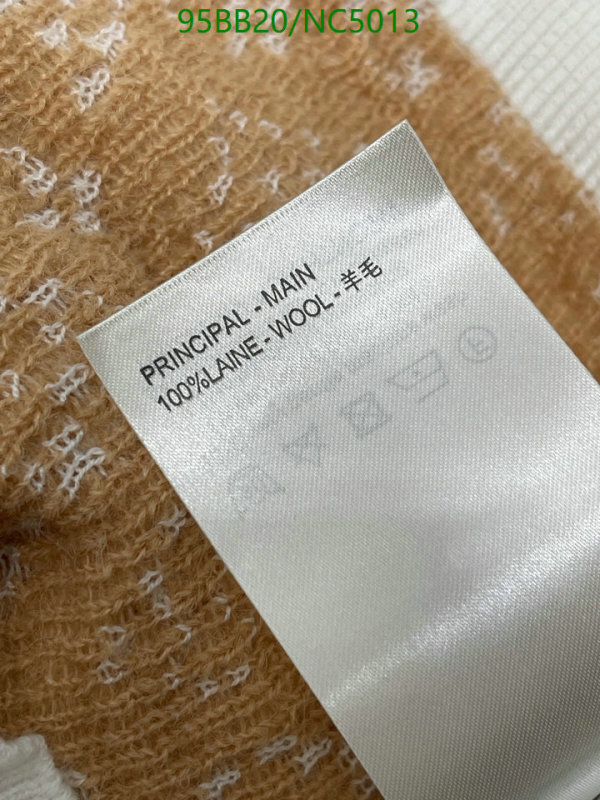 95BB20/NC5013
PRINCIPAL - MAIN
100%LAINE - WOOL - 羊毛